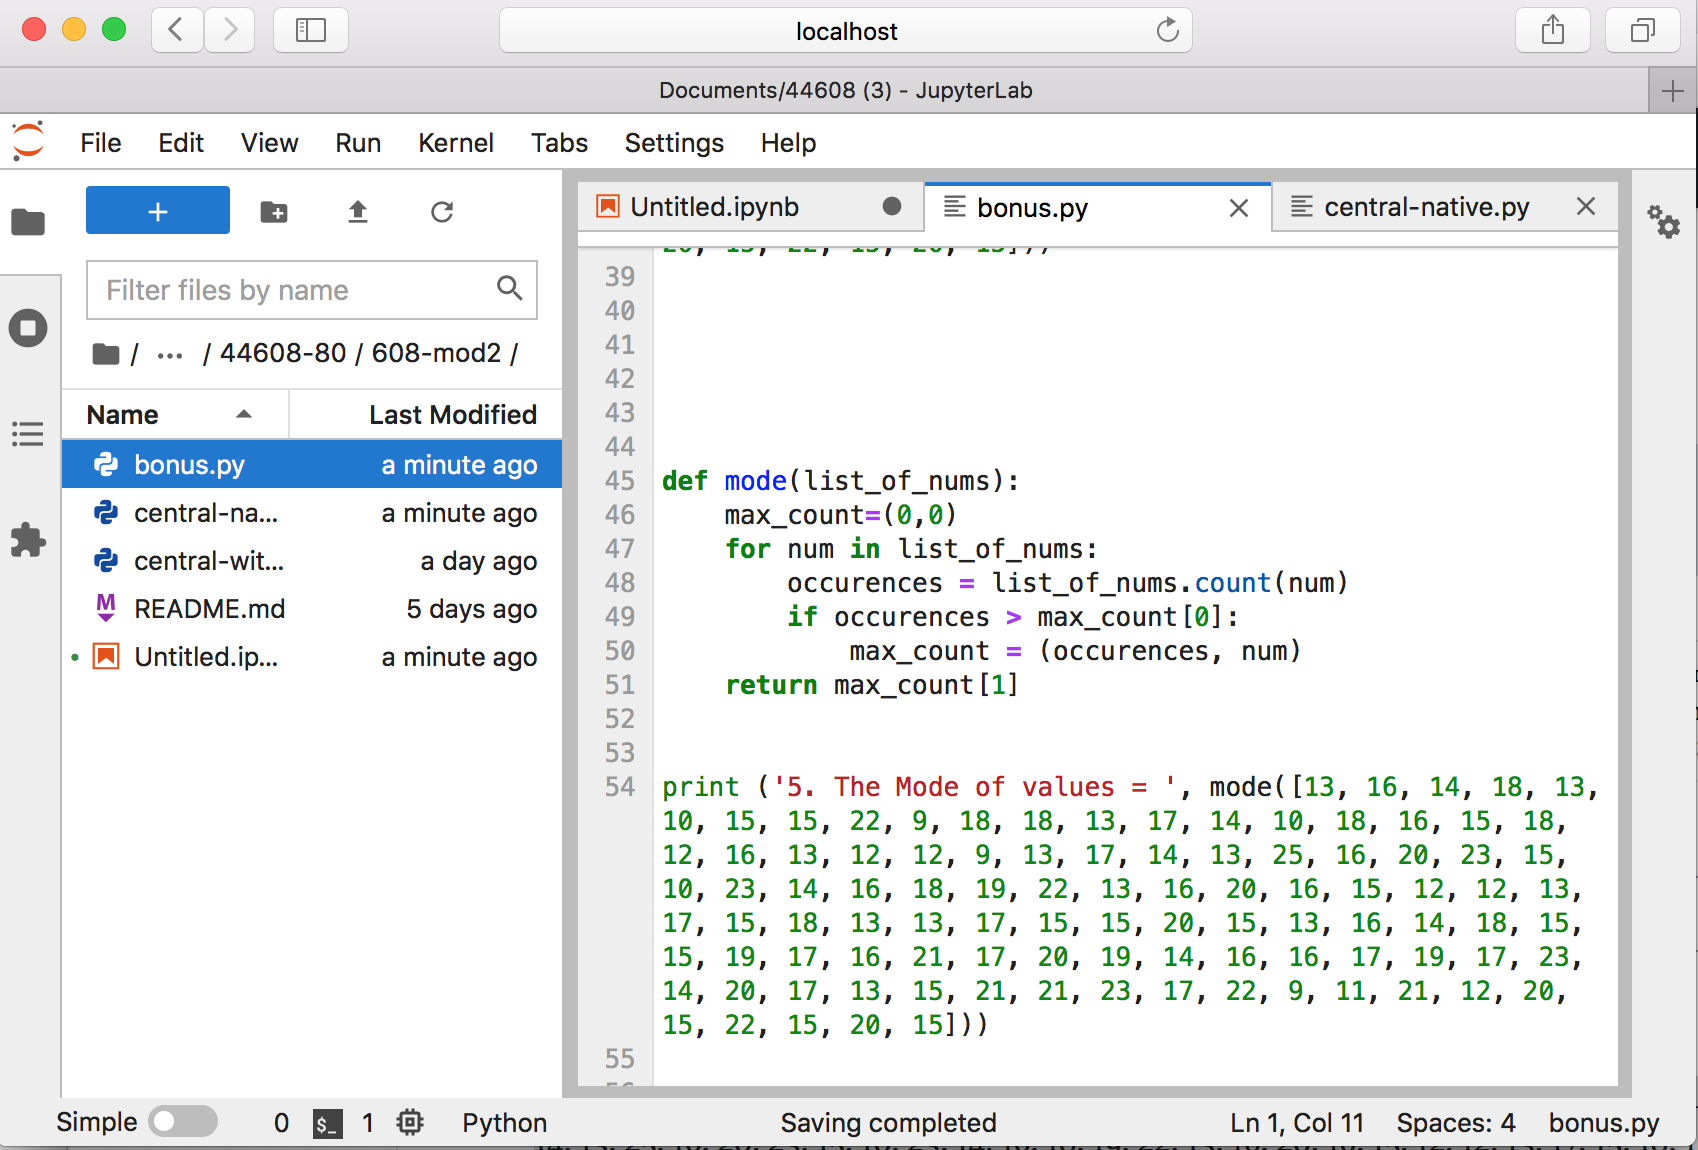 localhost
Documents/44608 (3) - JupyterLab
File Edit View Run Kernel Tabs Settings Help
Untitled.ipynb bonus.py central-native.py
Filter files by name
/ ... / 44608-80 / 608-mod2 /
Name Last Modified
bonus.py a minute ago
central-na... a minute ago
central-wit... a day ago
README.md 5 days ago
Untitled.ip... a minute ago
39
40
41
42
43
44
45 def mode(list_of_nums):
46     max_count=(0,0)
47     for num in list_of_nums:
48         occurences = list_of_nums.count(num)
49         if occurences > max_count[0]:
50             max_count = (occurences, num)
51     return max_count[1]
52
53
54 print ('5. The Mode of values = ', mode([13, 16, 14, 18, 13,
10, 15, 15, 22, 9, 18, 18, 13, 17, 14, 10, 18, 16, 15, 18,
12, 16, 13, 12, 12, 9, 13, 17, 14, 13, 25, 16, 20, 23, 15,
10, 23, 14, 16, 18, 19, 22, 13, 16, 20, 16, 15, 12, 12, 13,
17, 15, 18, 13, 13, 17, 15, 15, 20, 15, 13, 16, 14, 18, 15,
15, 19, 17, 16, 21, 17, 20, 19, 14, 16, 16, 17, 19, 17, 23,
14, 20, 17, 13, 15, 21, 21, 23, 17, 22, 9, 11, 21, 12, 20,
15, 22, 15, 20, 15]))
55
Simple 0 $_ 1 Python Saving completed Ln 1, Col 11 Spaces: 4 bonus.py